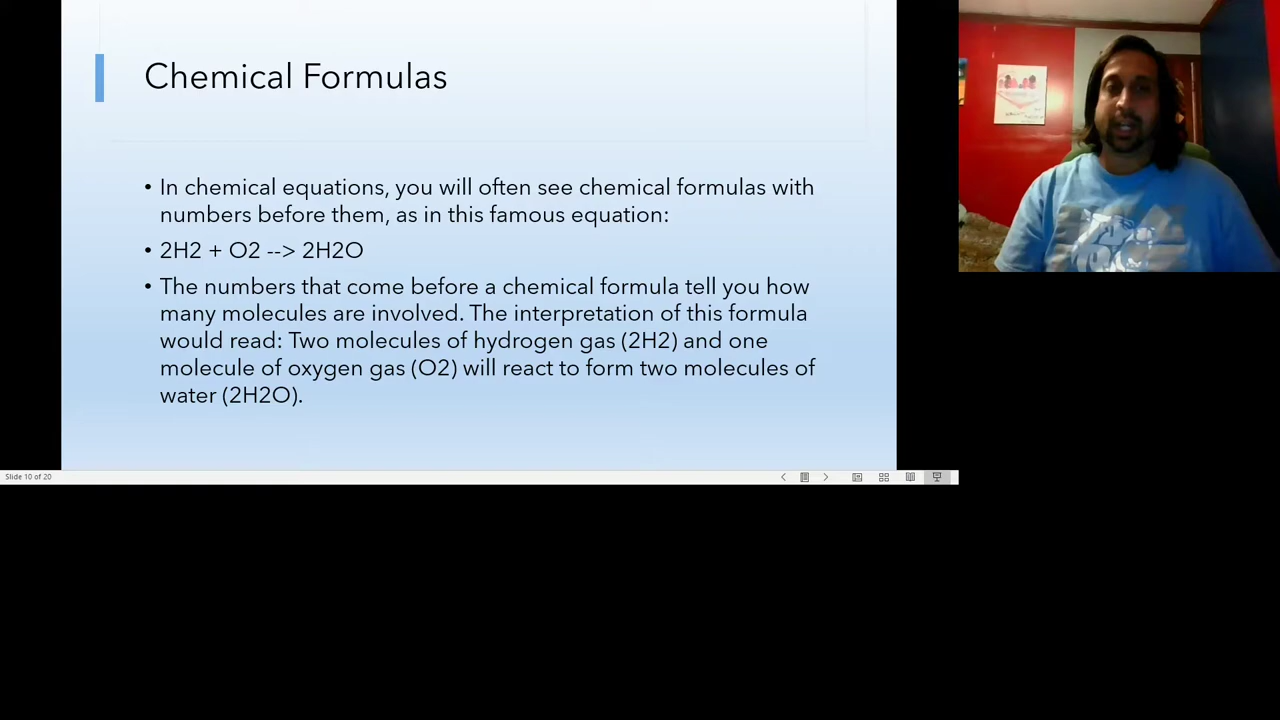 Chemical Formulas
• In chemical equations, you will often see chemical formulas with
numbers before them, as in this famous equation:
• 2H2 + O2 --> 2H2O
• The numbers that come before a chemical formula tell you how
many molecules are involved. The interpretation of this formula
would read: Two molecules of hydrogen gas (2H2) and one
molecule of oxygen gas (O2) will react to form two molecules of
water (2H2O).
Slide 10 of 20